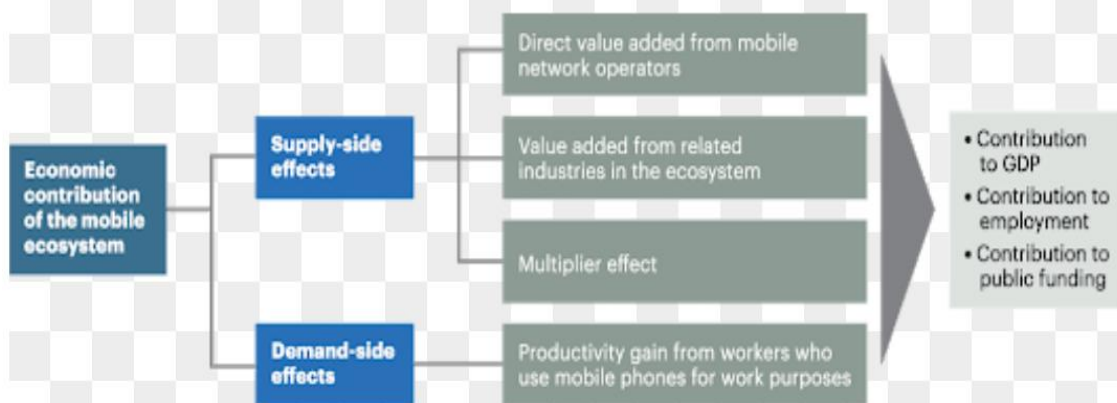 Economic
contribution
of the mobile
ecosystem
Supply-side
effects
Demand-side
effects
Direct value added from mobile
network operators
Value added from related
industries in the ecosystem
Multiplier effect
Productivity gain from workers who
use mobile phones for work purposes
• Contribution
to GDP
• Contribution to
employment
• Contribution to
public funding